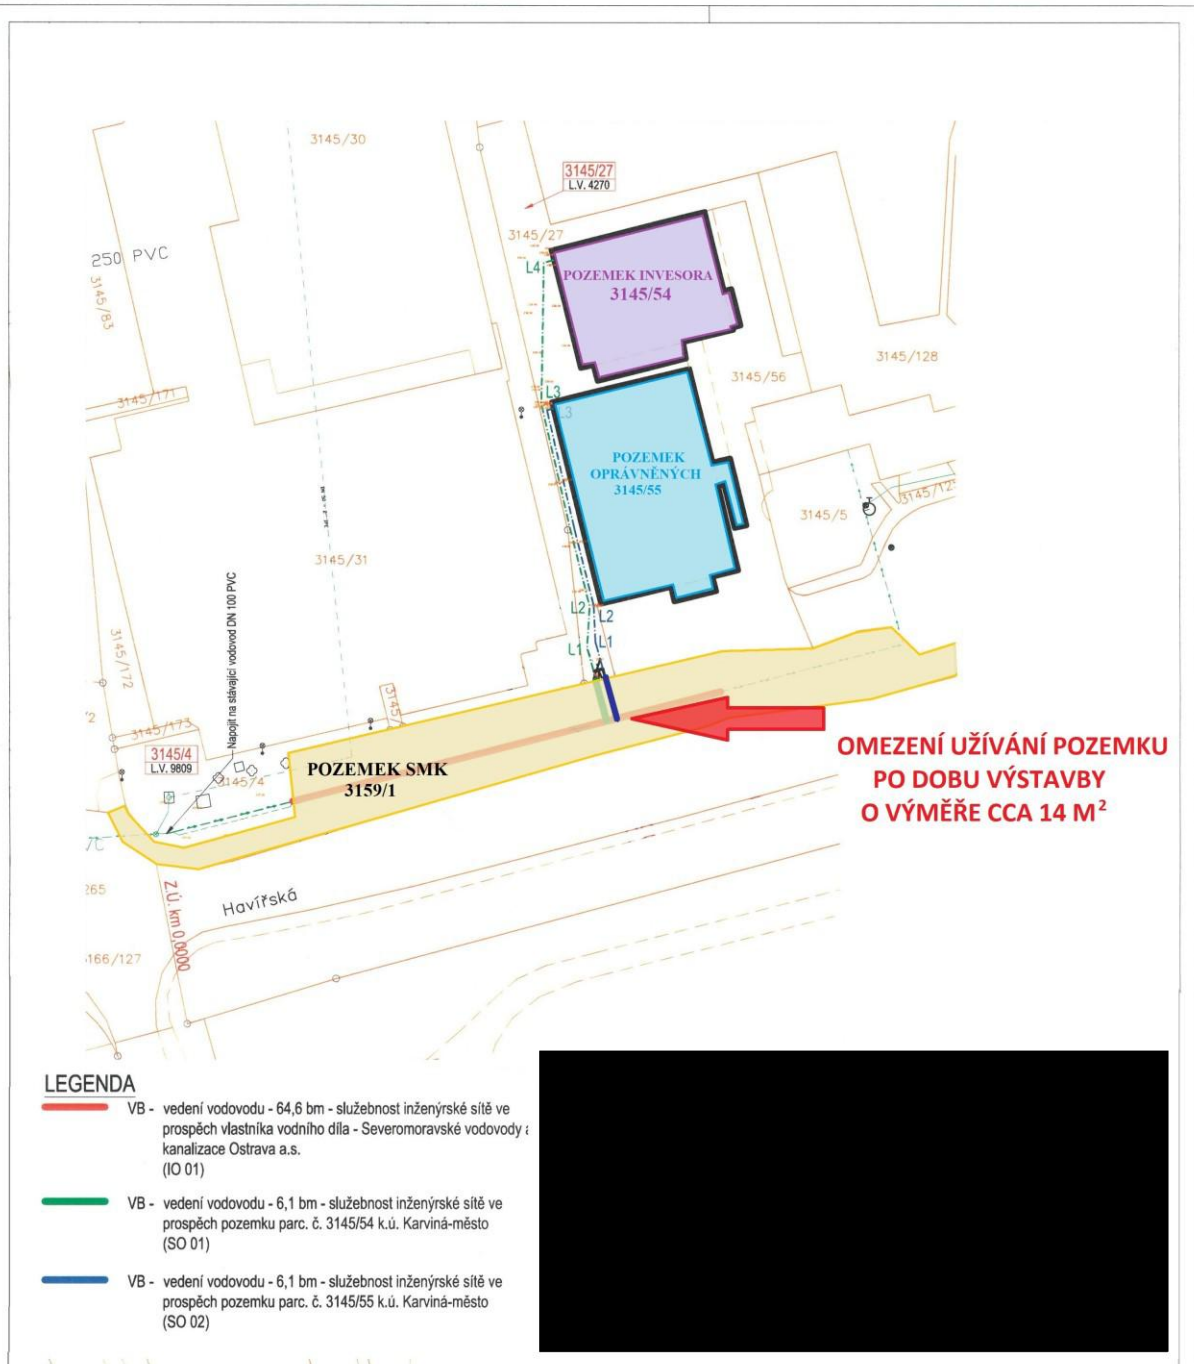 3145/30
3145/27
L.V. 4270
3145/27
250 PVC
L4
POZEMEK INVESORA
3145/54
3145/83
3145/128
3145/56
3145/171
L3
L3
POZEMEK
OPRÁVNĚNÝCH
3145/55
3145/12
3145/5
3145/31
Napojit na stávající vodovod DN 100 PVC
L2
L2
3145/172
L1
L1
3145/
3145/173
3145/4
L.V. 9809
3145/4
POZEMEK SMK
3159/1
OMEZENÍ UŽÍVÁNÍ POZEMKU
PO DOBU VÝSTAVBY
O VÝMĚŘE CCA 14 M²
265
Z.Ú. km 0,0000
Havířská
166/127
LEGENDA
VB - vedení vodovodu - 64,6 bm - služebnost inženýrské sítě ve
prospěch vlastníka vodního díla - Severomoravské vodovody a
kanalizace Ostrava a.s.
(IO 01)
VB - vedení vodovodu - 6,1 bm - služebnost inženýrské sítě ve
prospěch pozemku parc. č. 3145/54 k.ú. Karviná-město
(SO 01)
VB - vedení vodovodu - 6,1 bm - služebnost inženýrské sítě ve
prospěch pozemku parc. č. 3145/55 k.ú. Karviná-město
(SO 02)